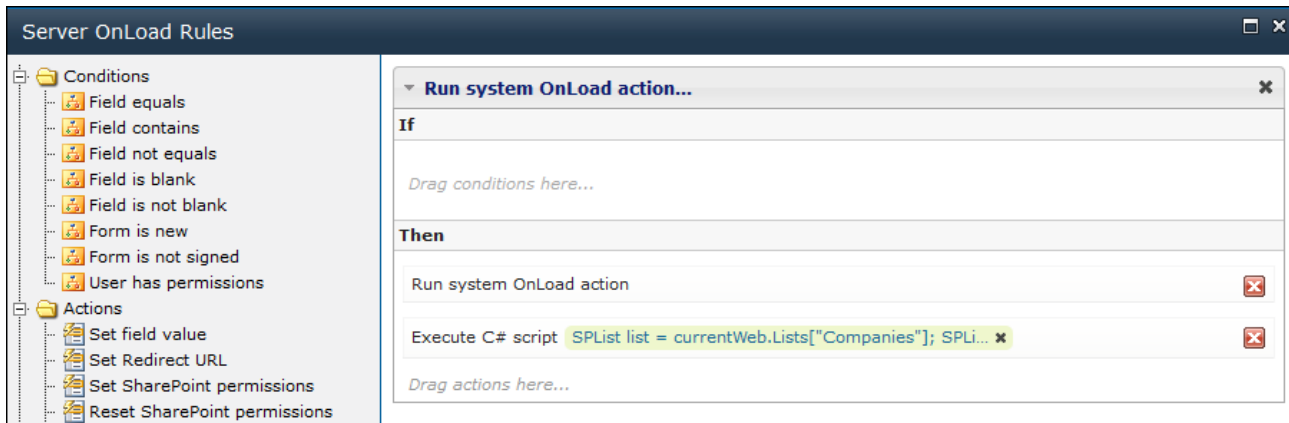 Server OnLoad Rules
Conditions
Field equals
Field contains
Field not equals
Field is blank
Field is not blank
Form is new
Form is not signed
User has permissions
Actions
Set field value
Set Redirect URL
Set SharePoint permissions
Reset SharePoint permissions
Run system OnLoad action...
If
Drag conditions here...
Then
Run system OnLoad action
Execute C# script SPList list = currentWeb.Lists["Companies"]; SPLi...
Drag actions here...